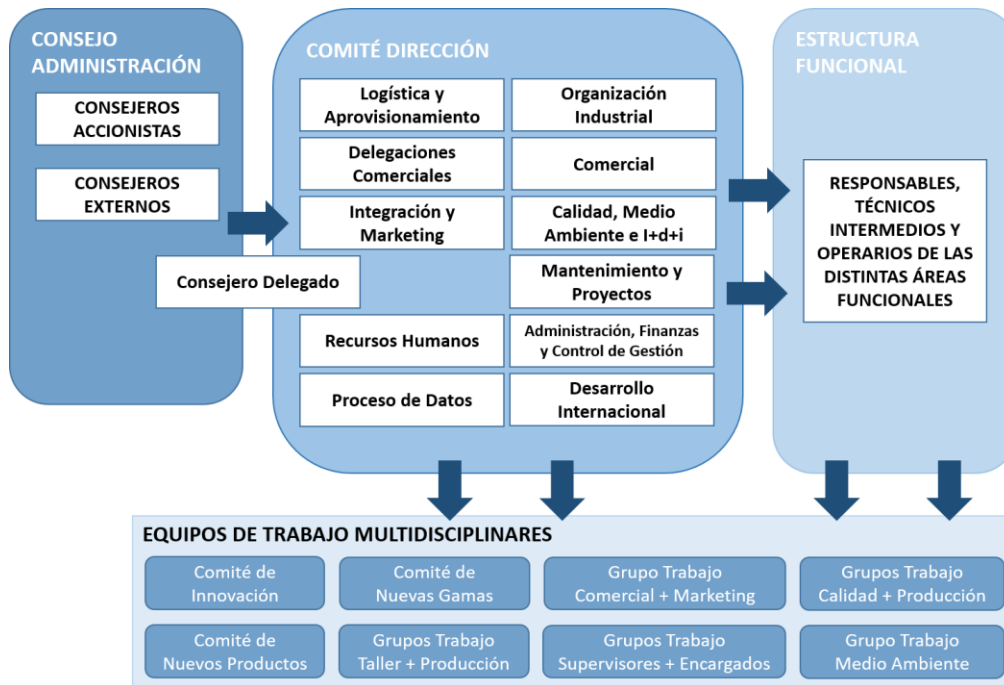 CONSEJO
ADMINISTRACIÓN
CONSEJEROS
ACCIONISTAS
CONSEJEROS
EXTERNOS
Consejero Delegado
COMITÉ DIRECCIÓN
Logística y
Aprovisionamiento
Organización
Industrial
Delegaciones
Comerciales
Comercial
Integración y
Marketing
Calidad, Medio
Ambiente e I+d+i
Mantenimiento y
Proyectos
Recursos Humanos
Administración, Finanzas
y Control de Gestión
Proceso de Datos
Desarrollo
Internacional
ESTRUCTURA
FUNCIONAL
RESPONSABLES,
TÉCNICOS
INTERMEDIOS Y
OPERARIOS DE LAS
DISTINTAS ÁREAS
FUNCIONALES
EQUIPOS DE TRABAJO MULTIDISCIPLINARES
Comité de
Innovación
Comité de
Nuevas Gamas
Grupo Trabajo
Comercial + Marketing
Grupos Trabajo
Calidad + Producción
Comité de
Nuevos Productos
Grupos Trabajo
Taller + Producción
Grupos Trabajo
Supervisores + Encargados
Grupo Trabajo
Medio Ambiente